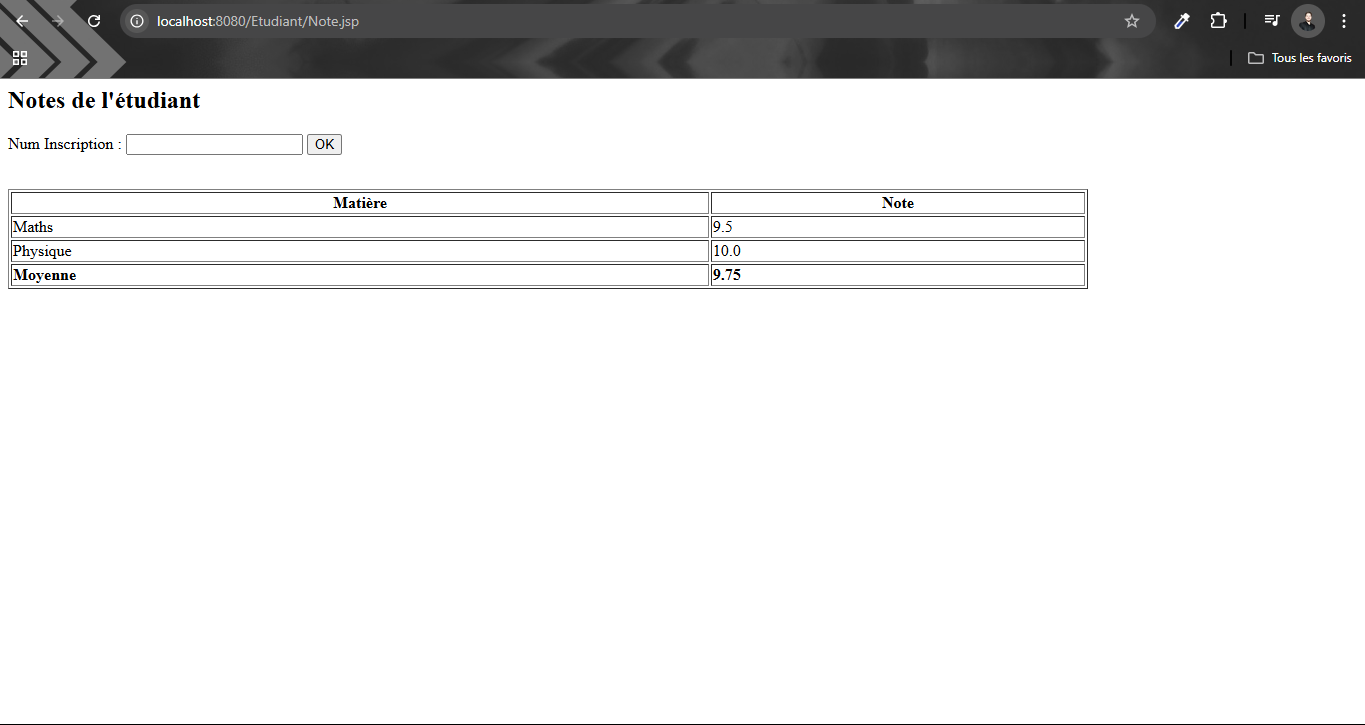 localhost:8080/Etudiant/Note.jsp
Tous les favoris
Notes de l'étudiant
Num Inscription : OK
Matière Note
Maths 9.5
Physique 10.0
Moyenne 9.75